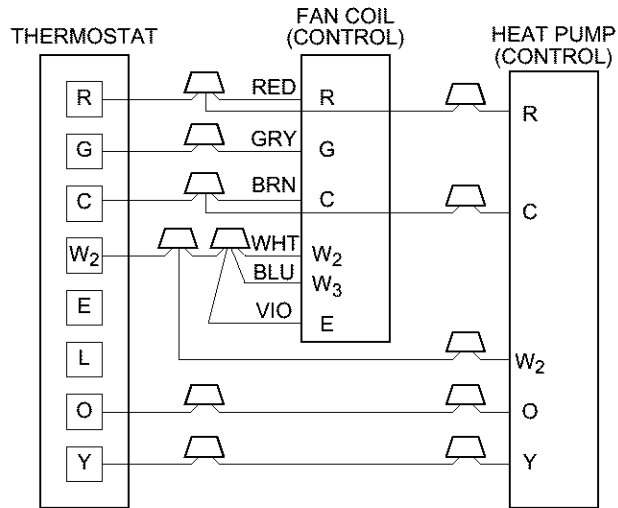 FAN COIL
(CONTROL)
THERMOSTAT
HEAT PUMP
(CONTROL)
R
RED
R
R
G
GRY
G
C
BRN
C
C
W2
WHT
W2
BLU
W3
E
VIO
E
L
W2
O
O
Y
Y